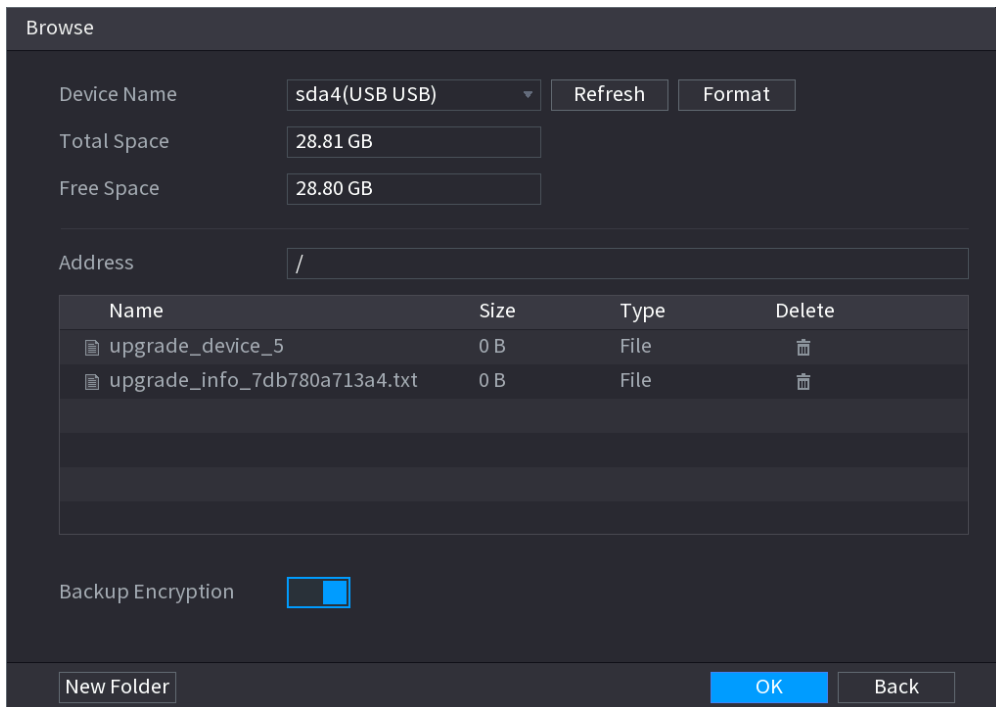 Browse
Device Name sda4(USB USB) Refresh Format
Total Space 28.81 GB
Free Space 28.80 GB
Address /
Name Size Type Delete
upgrade_device_5 0 B File
upgrade_info_7db780a713a4.txt 0 B File
Backup Encryption
New Folder OK Back